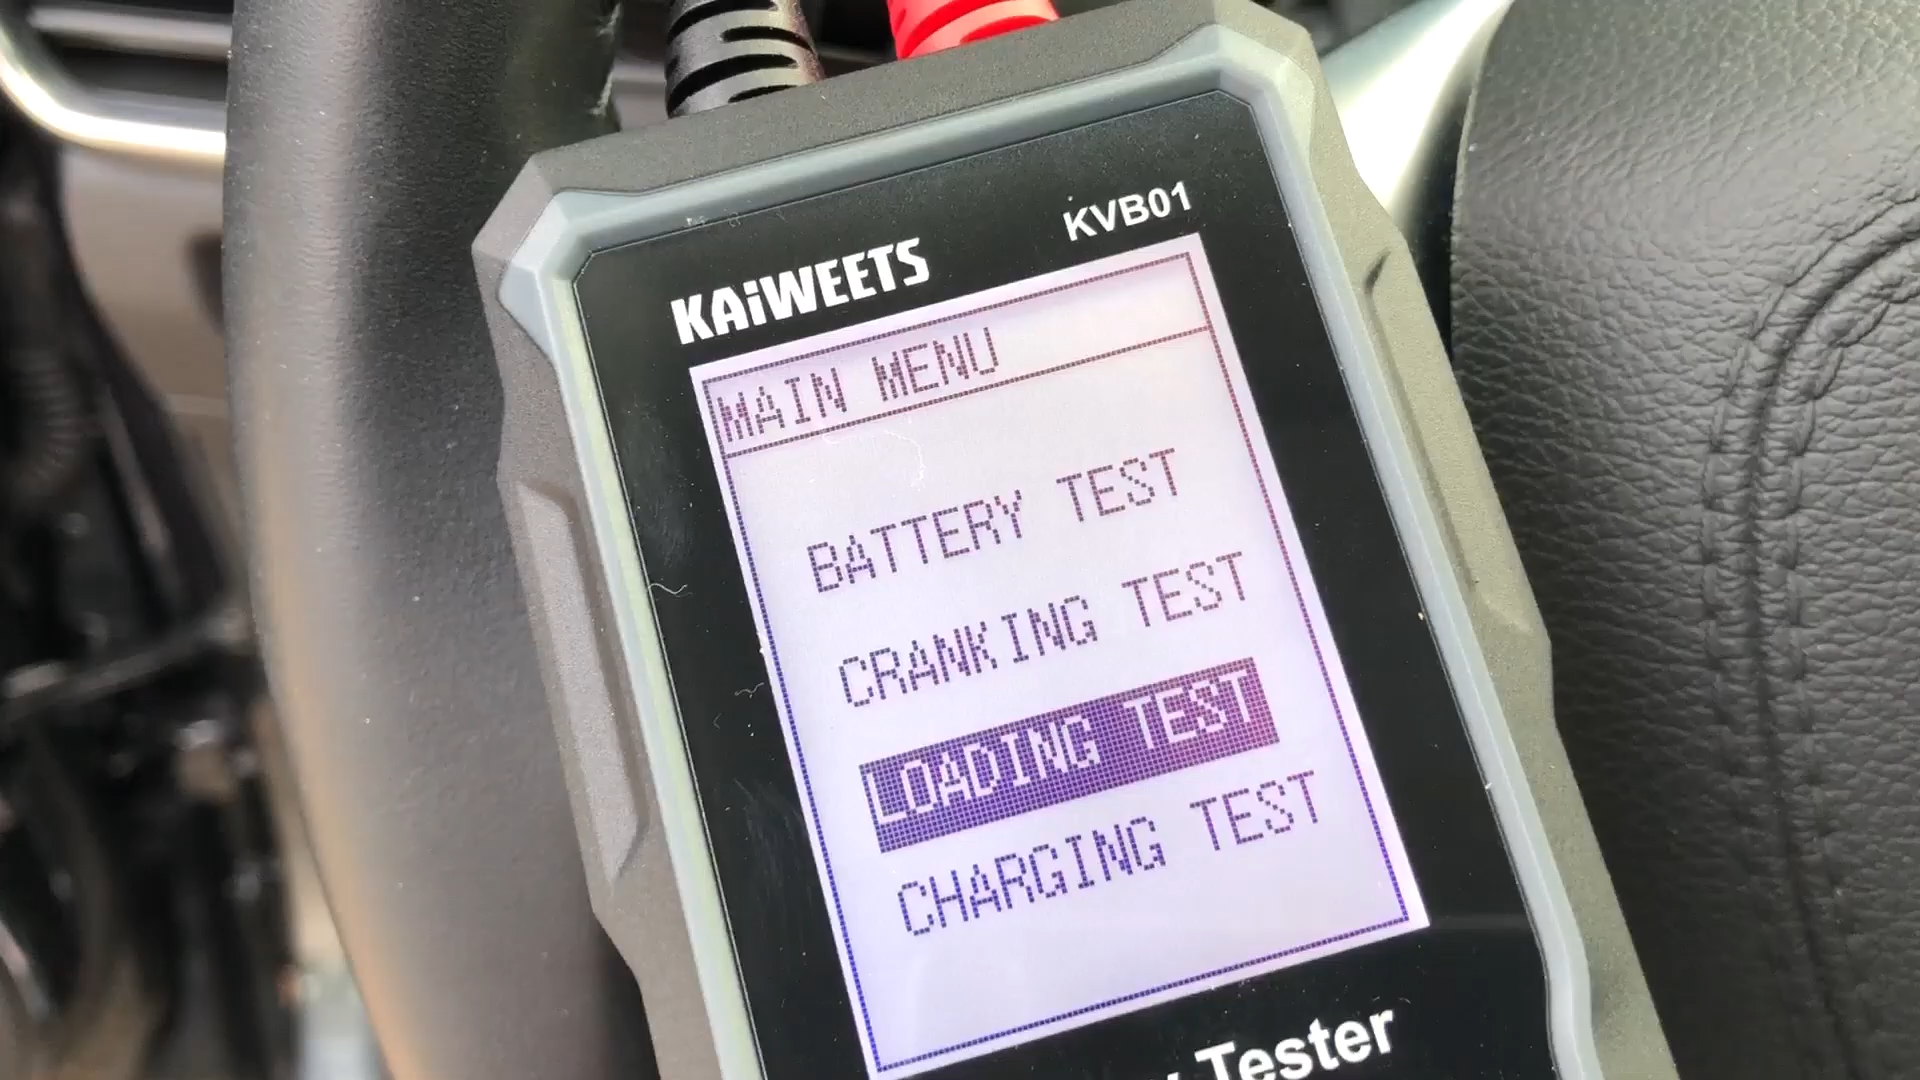 KAiWEETS
KVB01
MAIN MENU
BATTERY TEST
CRANKING TEST
LOADING TEST
CHARGING TEST
Tester